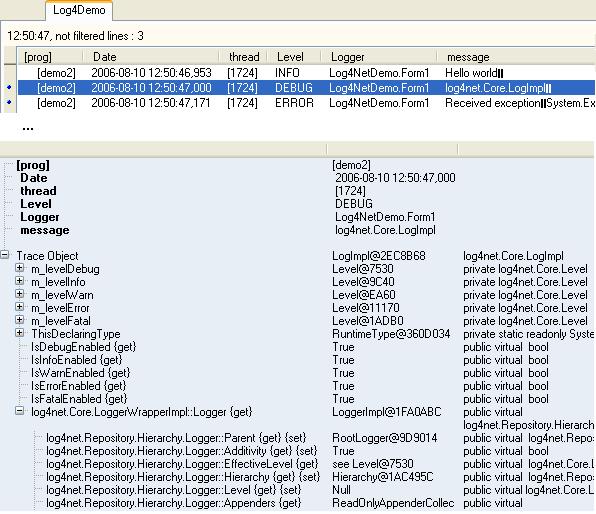 Log4Demo
12:50:47, not filtered lines : 3
[prog] Date thread Level Logger message
[demo2] 2006-08-10 12:50:46,953 [1724] INFO Log4NetDemo.Form1 Hello world
[demo2] 2006-08-10 12:50:47,000 [1724] DEBUG Log4NetDemo.Form1 log4net.Core.LogImpl
[demo2] 2006-08-10 12:50:47,171 [1724] ERROR Log4NetDemo.Form1 Received exception System.Ex
...
[prog] [demo2]
Date 2006-08-10 12:50:47,000
thread [1724]
Level DEBUG
Logger Log4NetDemo.Form1
message log4net.Core.LogImpl
Trace Object LogImpl@2EC8B68 log4net.Core.LogImpl
m_levelDebug Level@7530 private log4net.Core.Level
m_levelInfo Level@9C40 private log4net.Core.Level
m_levelWarn Level@EA60 private log4net.Core.Level
m_levelError Level@11170 private log4net.Core.Level
m_levelFatal Level@1ADB0 private log4net.Core.Level
ThisDeclaringType RuntimeType@360D034 private static readonly Syste
IsDebugEnabled {get} True public virtual bool
IsInfoEnabled {get} True public virtual bool
IsWarnEnabled {get} True public virtual bool
IsErrorEnabled {get} True public virtual bool
IsFatalEnabled {get} True public virtual bool
log4net.Core.LoggerWrapperImpl::Logger {get} LoggerImpl@1FA0ABC public virtual
log4net.Repository.Hierarch
log4net.Repository.Hierarchy.Logger::Parent {get} {set} RootLogger@9D9014 public virtual log4net.Repo
log4net.Repository.Hierarchy.Logger::Additivity {get} {set} True public virtual bool
log4net.Repository.Hierarchy.Logger::EffectiveLevel {get} see Level@7530 public virtual log4net.Core.L
log4net.Repository.Hierarchy.Logger::Hierarchy {get} {set} Hierarchy@1AC495C public virtual log4net.Repo
log4net.Repository.Hierarchy.Logger::Level {get} {set} Null public virtual log4net.Core.L
log4net.Repository.Hierarchy.Logger::Appenders {get} ReadOnlyAppenderCollec public virtual